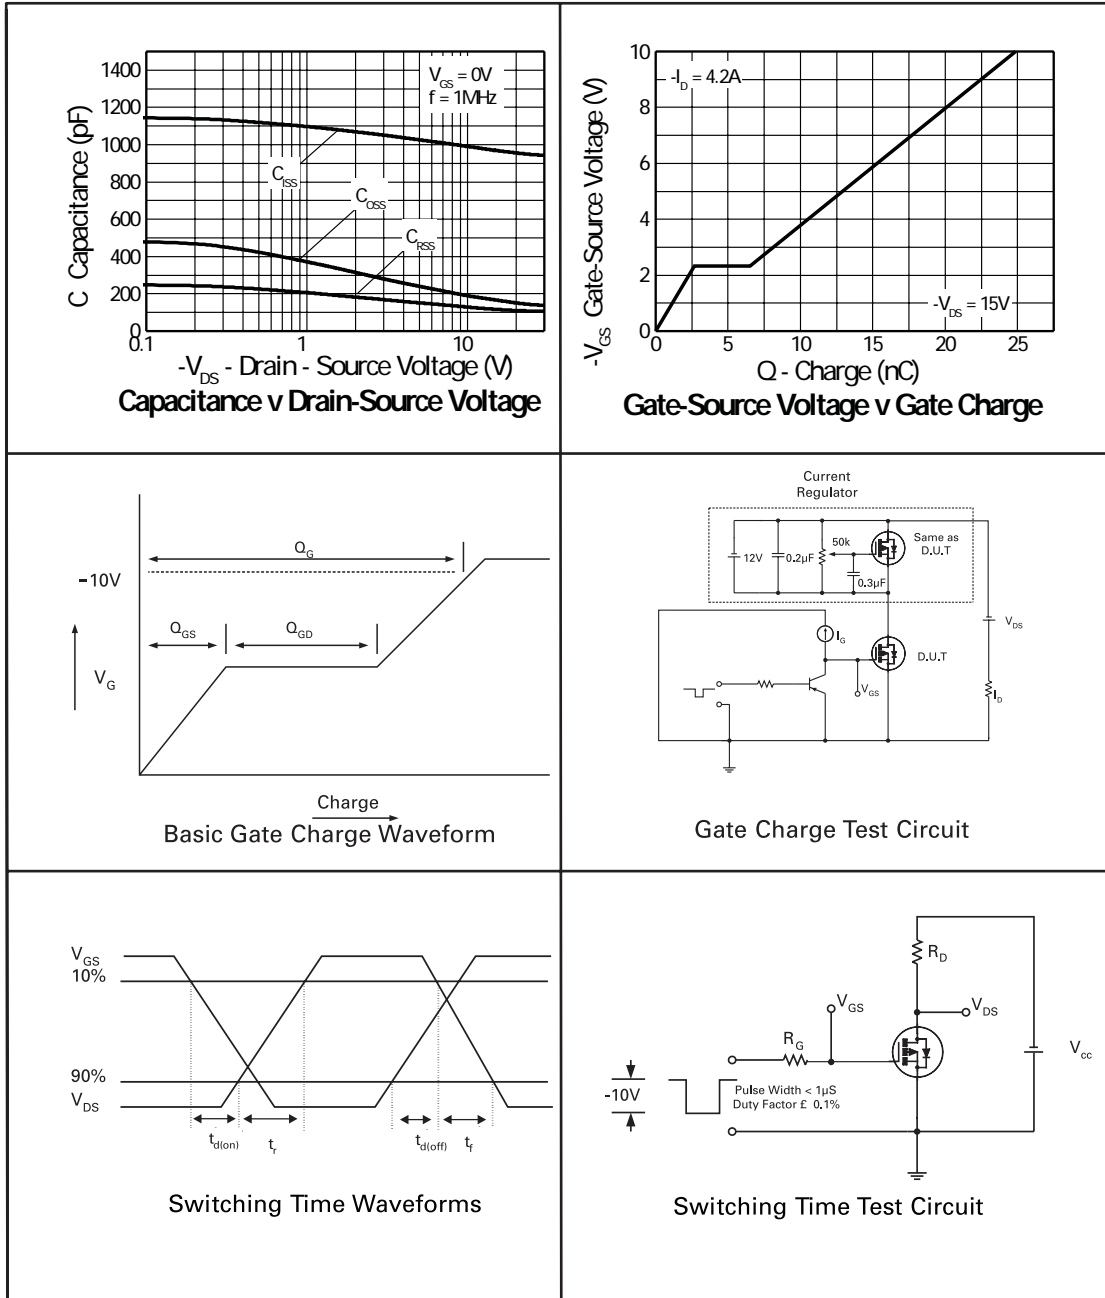 1400
1200
1000
800
600
400
200
0
C Capacitance (pF)
V_GS = 0V
f = 1MHz
C_ISS
C_OSS
C_RSS
0.1
1
10
-V_DS - Drain - Source Voltage (V)
Capacitance v Drain-Source Voltage
10
8
6
4
2
0
-V_GS Gate-Source Voltage (V)
-I_D = 4.2A
-V_DS = 15V
0
5
10
15
20
25
Q - Charge (nC)
Gate-Source Voltage v Gate Charge
Q_G
-10V
Q_GS
Q_GD
V_G
Charge
Basic Gate Charge Waveform
Current
Regulator
12V
0.2µF
50k
0.3µF
Same as
D.U.T
I_G
V_DS
D.U.T
V_GS
I_D
Gate Charge Test Circuit
V_GS
10%
90%
V_DS
t_d(on)
t_r
t_d(off)
t_f
Switching Time Waveforms
R_D
V_GS
V_DS
R_G
V_cc
-10V
Pulse Width < 1µS
Duty Factor £ 0.1%
Switching Time Test Circuit